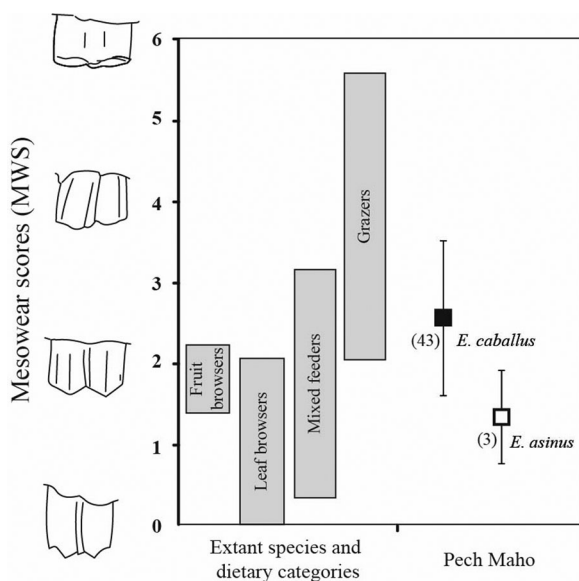 Mesowear scores (MWS)
6
5
4
3
2
1
0
Fruit
browsers
Leaf browsers
Mixed feeders
Grazers
(43) E. caballus
(3) E. asinus
Extant species and
dietary categories
Pech Maho